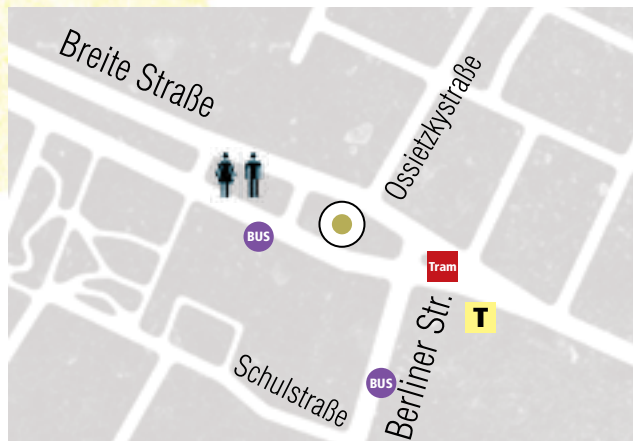 Breite Straße
Ossietzkystraße
BUS
Tram
T
Berliner Str.
BUS
Schulstraße